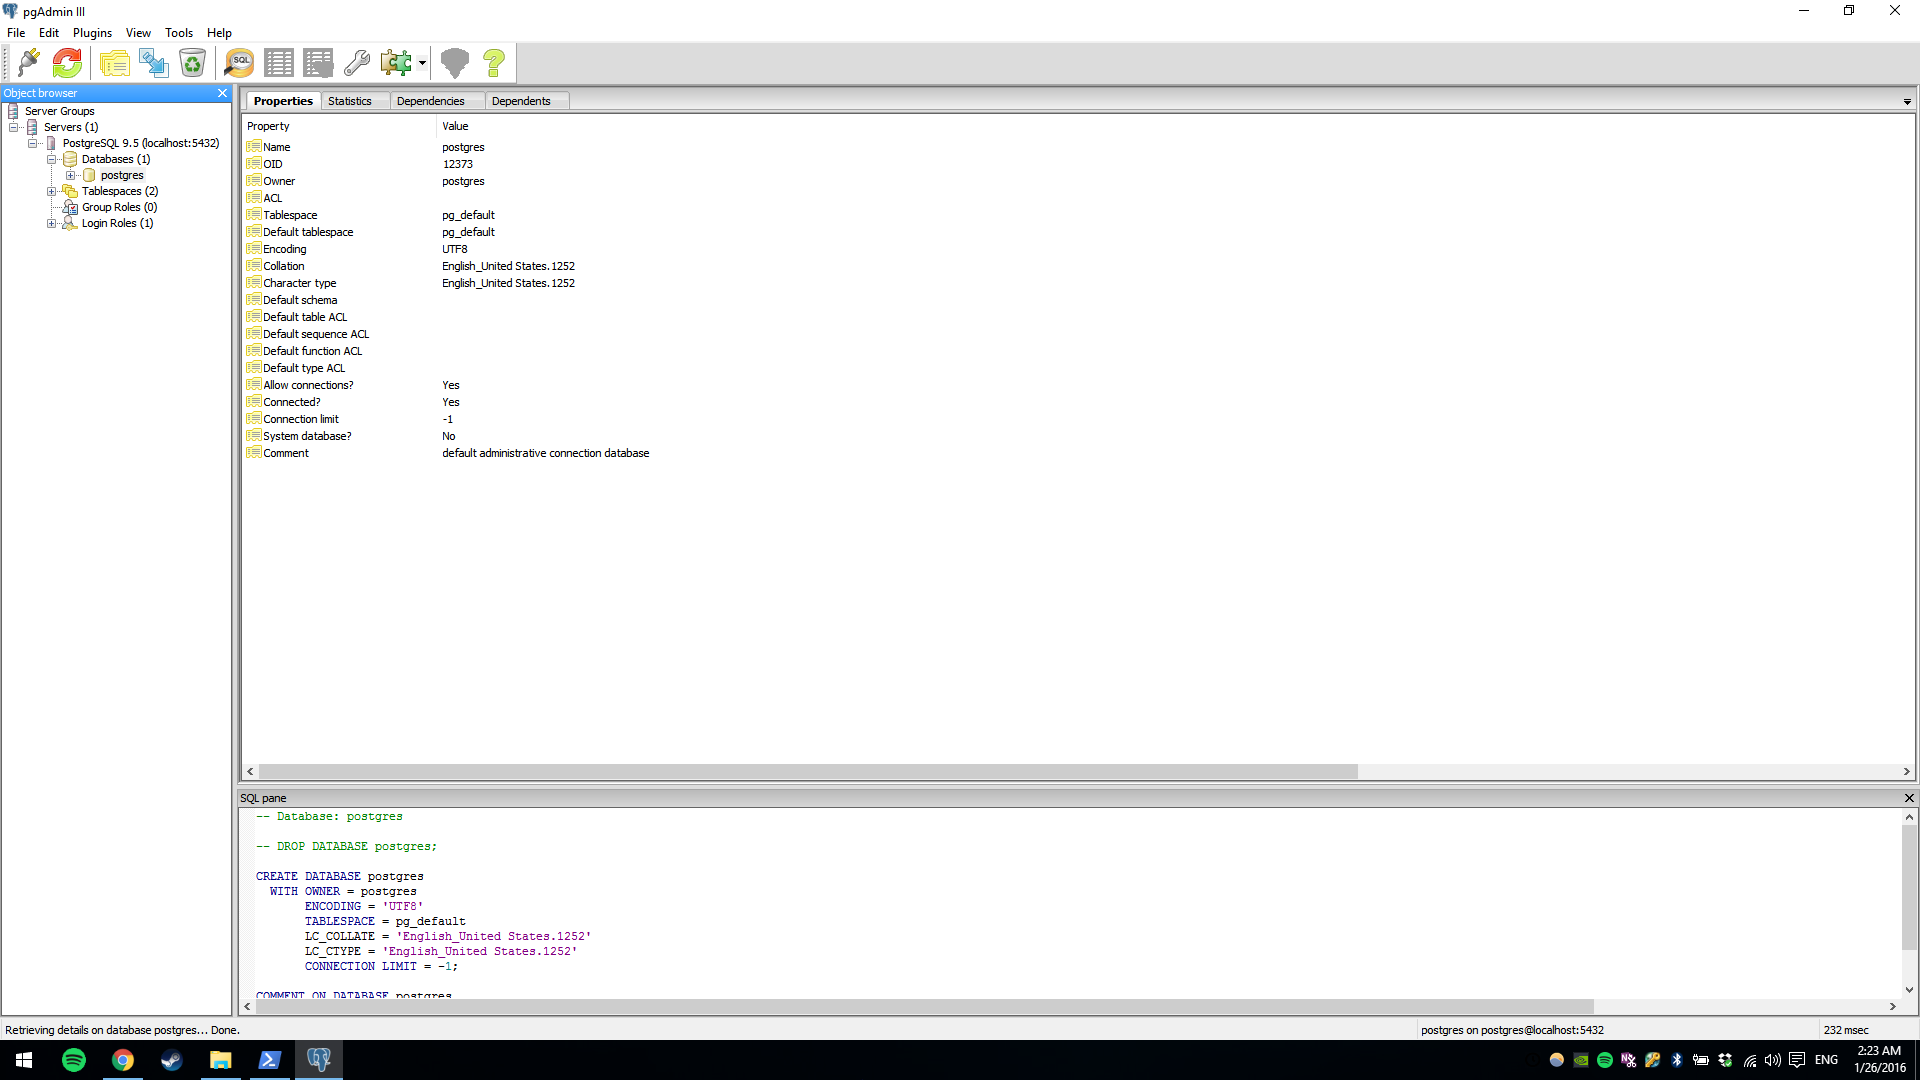 pgAdmin III
File Edit Plugins View Tools Help
SQL
Object browser
Server Groups
Servers (1)
PostgreSQL 9.5 (localhost:5432)
Databases (1)
postgres
Tablespaces (2)
Group Roles (0)
Login Roles (1)
Properties Statistics Dependencies Dependents
Property Value
Name postgres
OID 12373
Owner postgres
ACL
Tablespace pg_default
Default tablespace pg_default
Encoding UTF8
Collation English_United States.1252
Character type English_United States.1252
Default schema
Default table ACL
Default sequence ACL
Default function ACL
Default type ACL
Allow connections? Yes
Connected? Yes
Connection limit -1
System database? No
Comment default administrative connection database
SQL pane
-- Database: postgres
-- DROP DATABASE postgres;
CREATE DATABASE postgres
WITH OWNER = postgres
ENCODING = 'UTF8'
TABLESPACE = pg_default
LC_COLLATE = 'English_United States.1252'
LC_CTYPE = 'English_United States.1252'
CONNECTION LIMIT = -1;
COMMENT ON DATABASE postgres
Retrieving details on database postgres... Done.
postgres on postgres@localhost:5432
232 msec
ENG
2:23 AM
1/26/2016